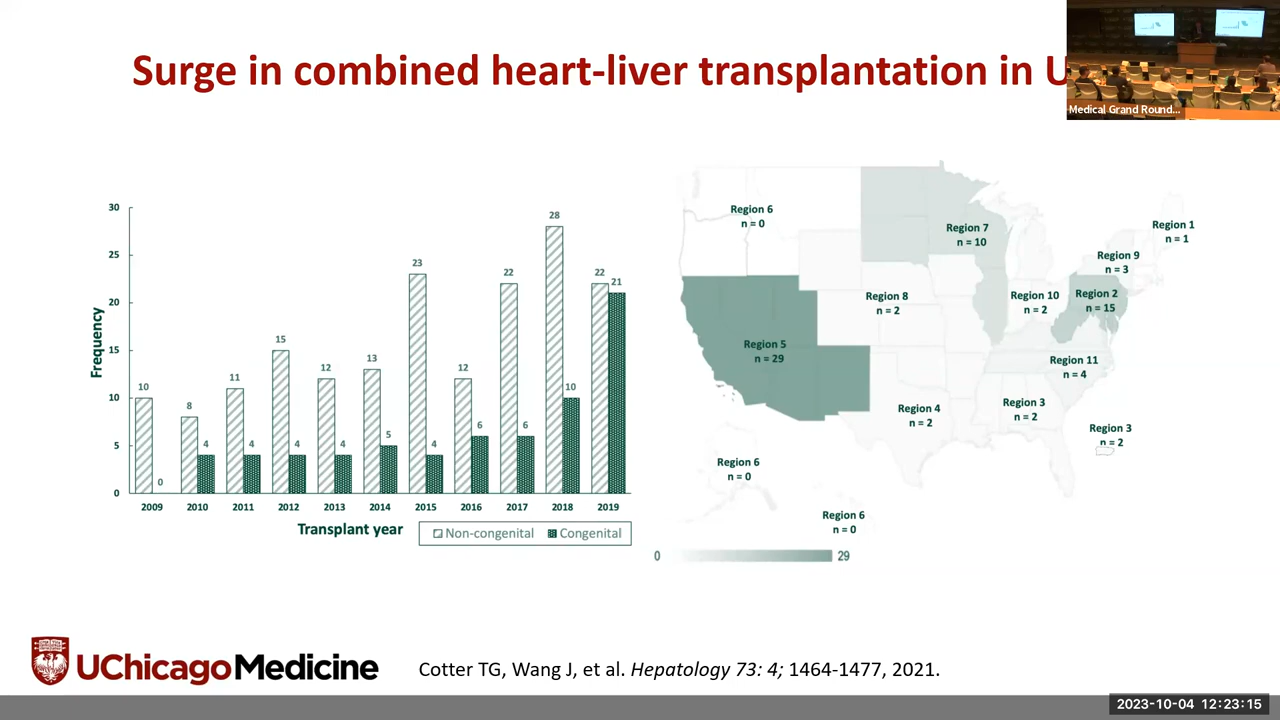 Surge in combined heart-liver transplantation in U
Medical Grand Round...
30
25
20
15
10
5
0
Frequency
10
0
8
4
11
4
15
4
12
4
13
5
23
4
12
6
22
6
28
10
22
21
2009
2010
2011
2012
2013
2014
2015
2016
2017
2018
2019
Transplant year
Non-congenital
Congenital
Region 6
n = 0
Region 7
n = 10
Region 1
n = 1
Region 9
n = 3
Region 8
n = 2
Region 10
n = 2
Region 2
n = 15
Region 5
n = 29
Region 11
n = 4
Region 4
n = 2
Region 3
n = 2
Region 3
n = 2
Region 6
n = 0
Region 6
n = 0
0
29
UChicago Medicine
Cotter TG, Wang J, et al. Hepatology 73: 4; 1464-1477, 2021.
2023-10-04 12:23:15